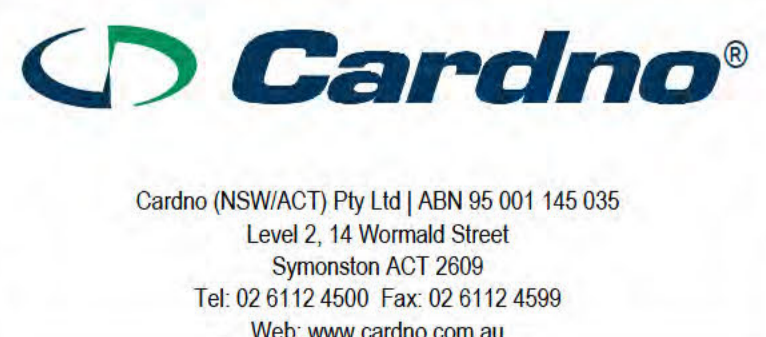 Cardno®
Cardno (NSW/ACT) Pty Ltd | ABN 95 001 145 035
Level 2, 14 Wormald Street
Symonston ACT 2609
Tel: 02 6112 4500 Fax: 02 6112 4599
Web: www.cardno.com.au